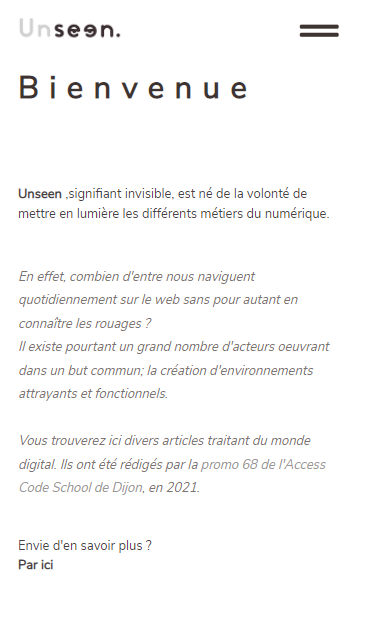 Unseen.
Bienvenue
Unseen ,signifiant invisible, est né de la volonté de
mettre en lumière les différents métiers du numérique.
En effet, combien d'entre nous naviguent
quotidiennement sur le web sans pour autant en
connaître les rouages ?
Il existe pourtant un grand nombre d'acteurs oeuvrant
dans un but commun; la création d'environnements
attrayants et fonctionnels.
Vous trouverez ici divers articles traitant du monde
digital. Ils ont été rédigés par la promo 68 de l'Access
Code School de Dijon, en 2021.
Envie d'en savoir plus ?
Par ici